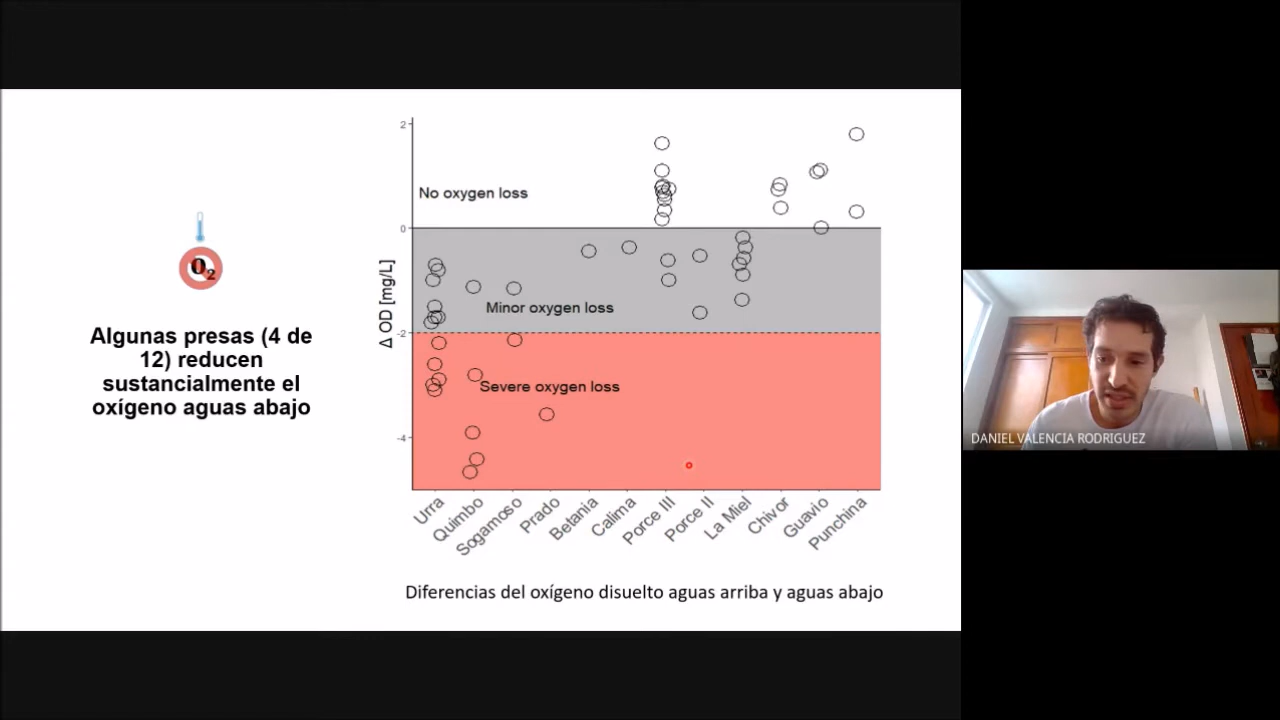 O₂
Algunas presas (4 de
12) reducen
sustancialmente el
oxígeno aguas abajo
Δ OD [mg/L]
2
0
-2
-4
No oxygen loss
Minor oxygen loss
Severe oxygen loss
Urra
Quimbo
Sogamoso
Prado
Betania
Calima
Porce III
Porce II
La Miel
Chivor
Guavio
Punchina
Diferencias del oxígeno disuelto aguas arriba y aguas abajo
DANIEL VALENCIA RODRIGUEZ